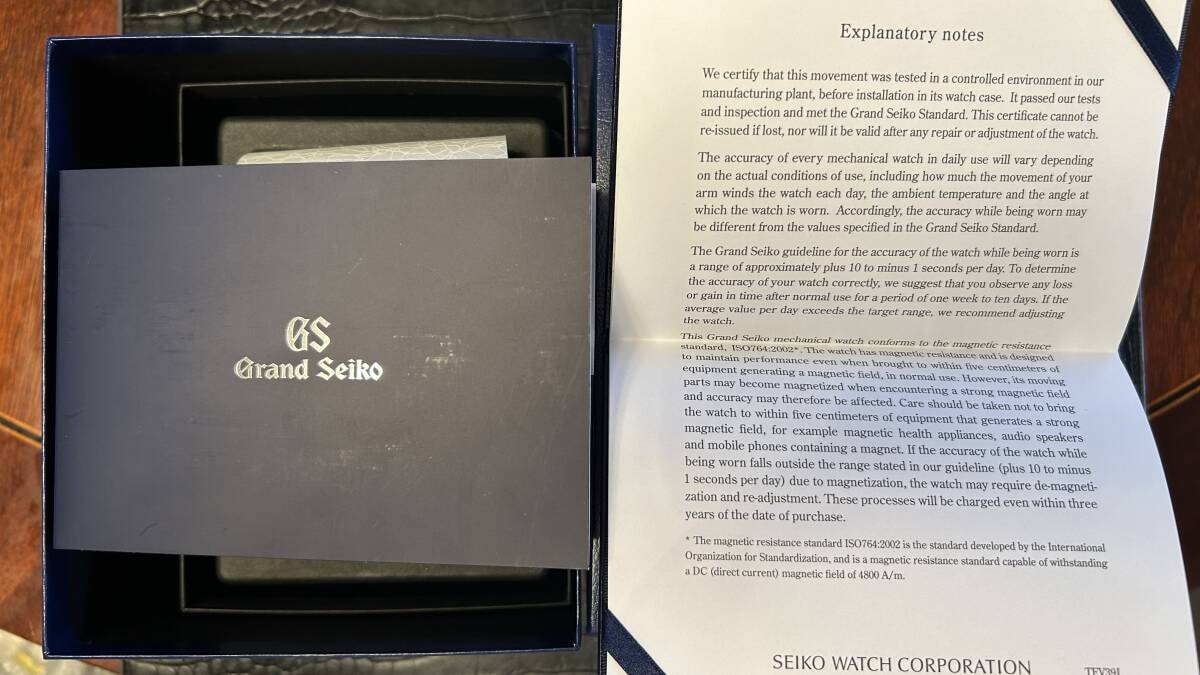 GS
Grand Seiko
Explanatory notes
We certify that this movement was tested in a controlled environment in our
manufacturing plant, before installation in its watch case. It passed our tests
and inspection and met the Grand Seiko Standard. This certificate cannot be
re-issued if lost, nor will it be valid after any repair or adjustment of the watch.
The accuracy of every mechanical watch in daily use will vary depending
on the actual conditions of use, including how much the movement of your
arm winds the watch each day, the ambient temperature and the angle at
which the watch is worn. Accordingly, the accuracy while being worn may
be different from the values specified in the Grand Seiko Standard.
The Grand Seiko guideline for the accuracy of the watch while being worn is
a range of approximately plus 10 to minus 1 seconds per day. To determine
the accuracy of your watch correctly, we suggest that you observe any loss
or gain in time after normal use for a period of one week to ten days. If the
average value per day exceeds the target range, we recommend adjusting
the watch.
This Grand Seiko mechanical watch conforms to the magnetic resistance
standard, ISO764:2002*. The watch has magnetic resistance and is designed
to maintain performance even when brought to within five centimeters of
equipment generating a magnetic field, in normal use. However, its moving
parts may become magnetized when encountering a strong magnetic field
and accuracy may therefore be affected. Care should be taken not to bring
the watch to within five centimeters of equipment that generates a strong
magnetic field, for example magnetic health appliances, audio speakers
and mobile phones containing a magnet. If the accuracy of the watch while
being worn falls outside the range stated in our guideline (plus 10 to minus
1 seconds per day) due to magnetization, the watch may require de-magneti-
zation and re-adjustment. These processes will be charged even within three
years of the date of purchase.
* The magnetic resistance standard ISO764:2002 is the standard developed by the International
Organization for Standardization, and is a magnetic resistance standard capable of withstanding
a DC (direct current) magnetic field of 4800 A/m.
SEIKO WATCH CORPORATION